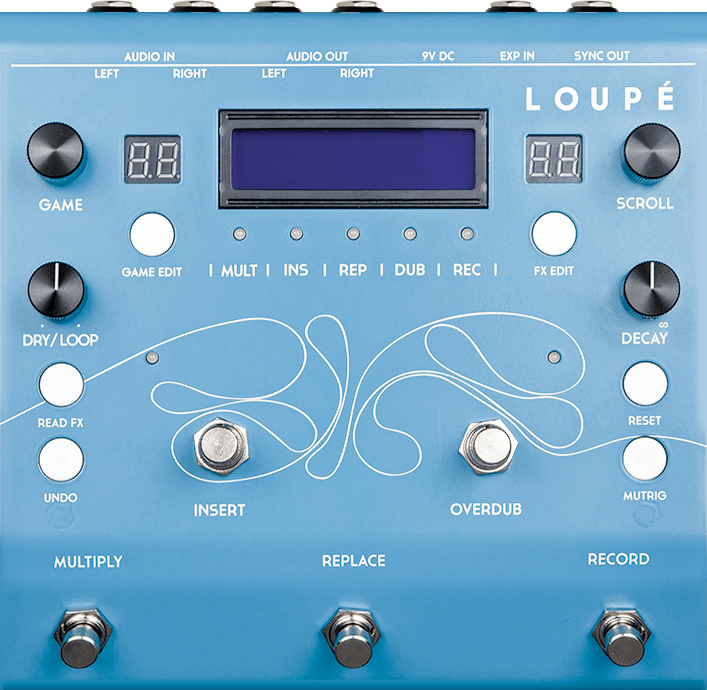 AUDIO IN AUDIO OUT 9V DC EXP IN SYNC OUT
LEFT RIGHT LEFT RIGHT
LOUPÉ
GAME SCROLL
GAME EDIT | MULT | INS | REP | DUB | REC | FX EDIT
∞
DRY/LOOP DECAY
READ FX RESET
UNDO MUTRIG
INSERT OVERDUB
MULTIPLY REPLACE RECORD